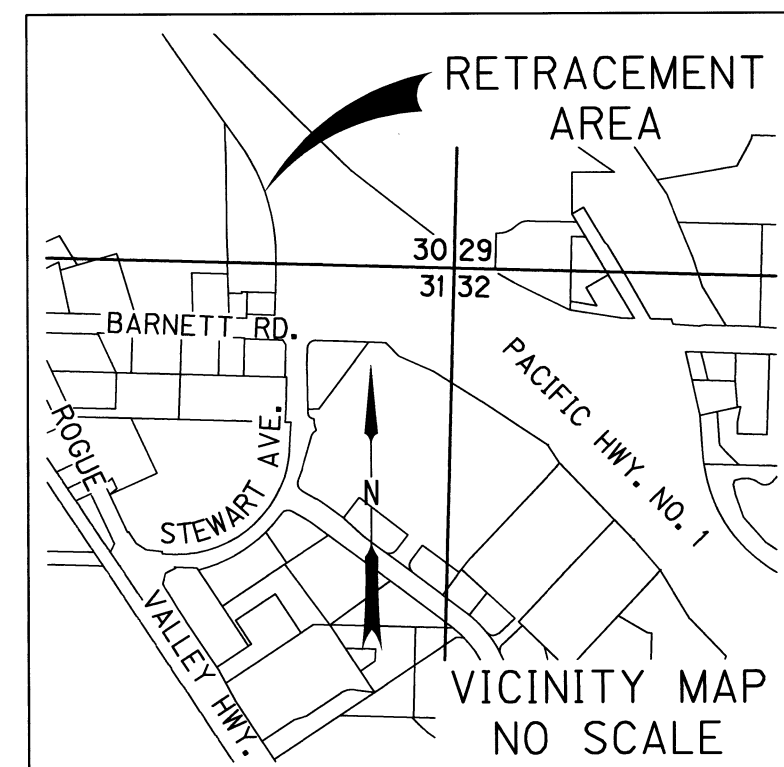 RETRACEMENT
AREA
30 29
31 32
BARNETT RD.
PACIFIC HWY. NO. 1
ROGUE
VALLEY HWY.
STEWART AVE.
N
VICINITY MAP
NO SCALE